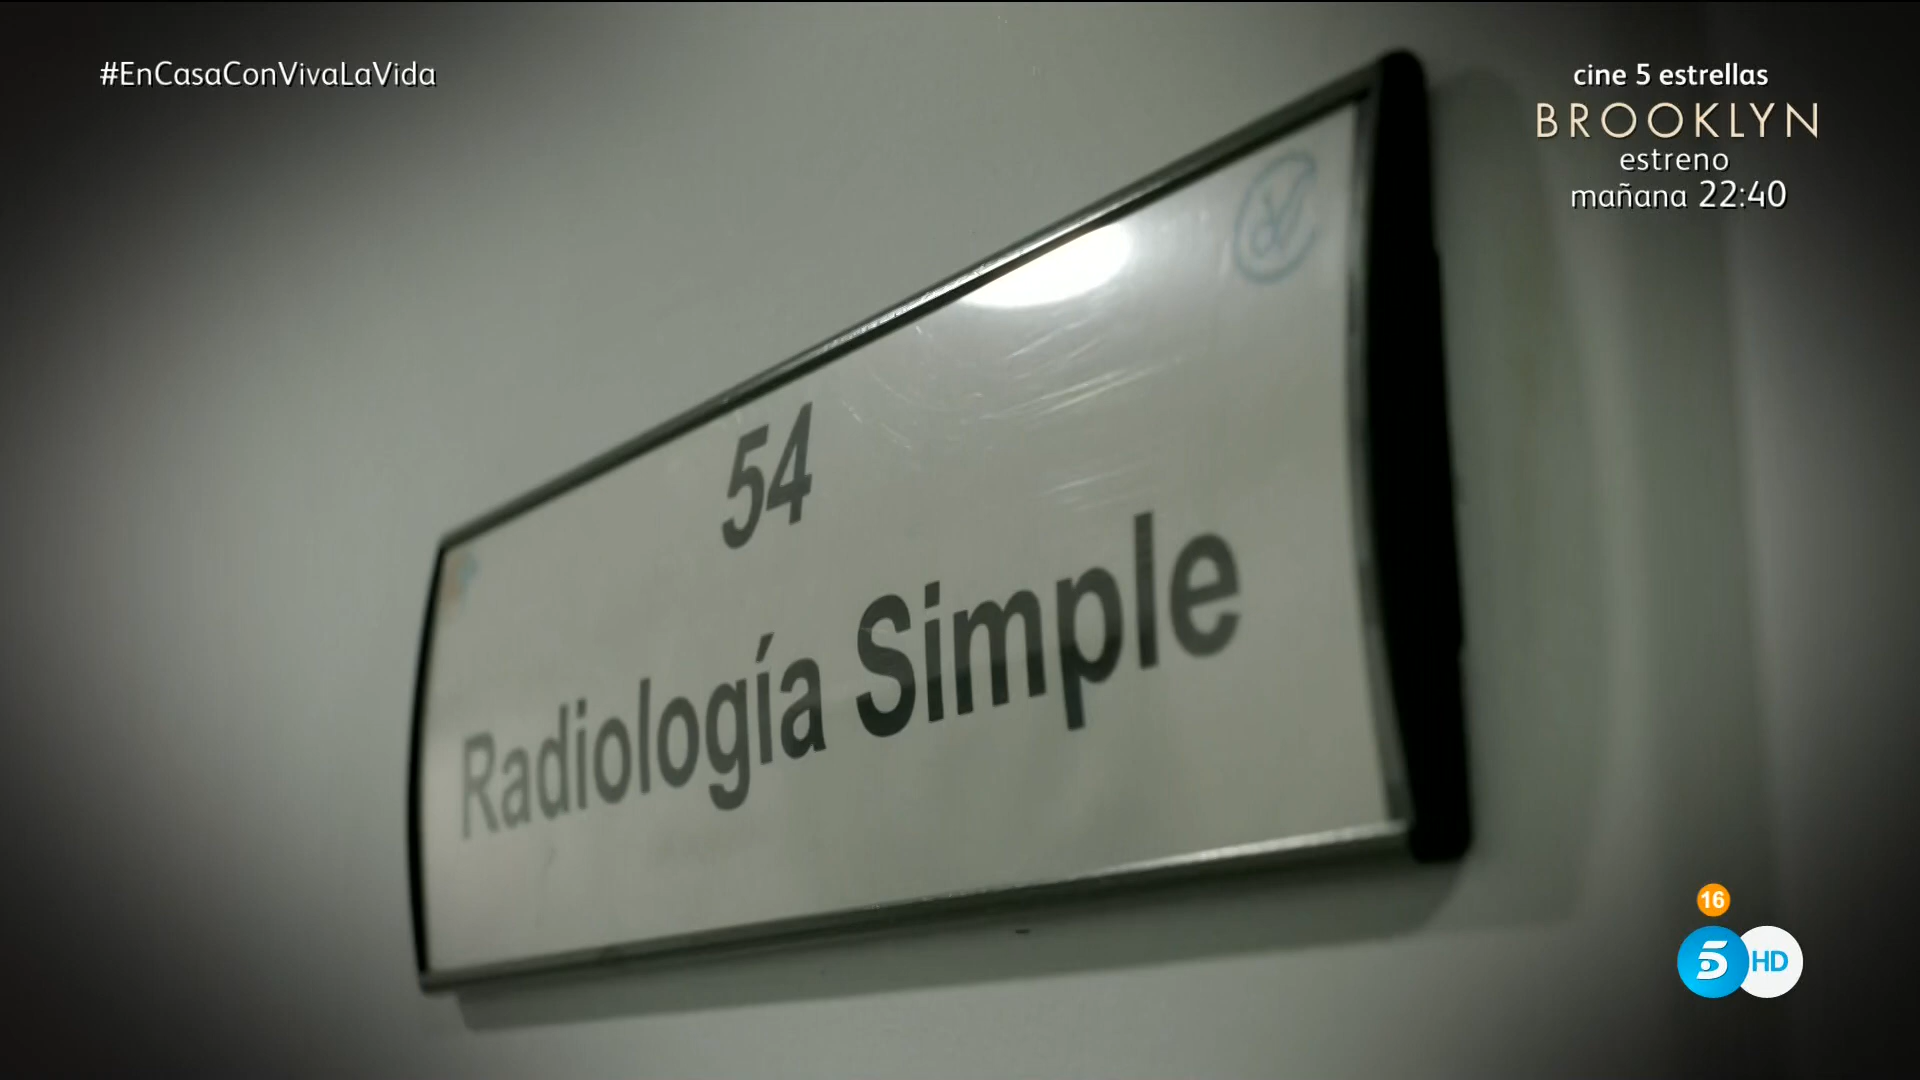 #EnCasaConVivaLaVida
cine 5 estrellas
BROOKLYN
estreno
mañana 22:40
54
Radiología Simple
16
5 HD